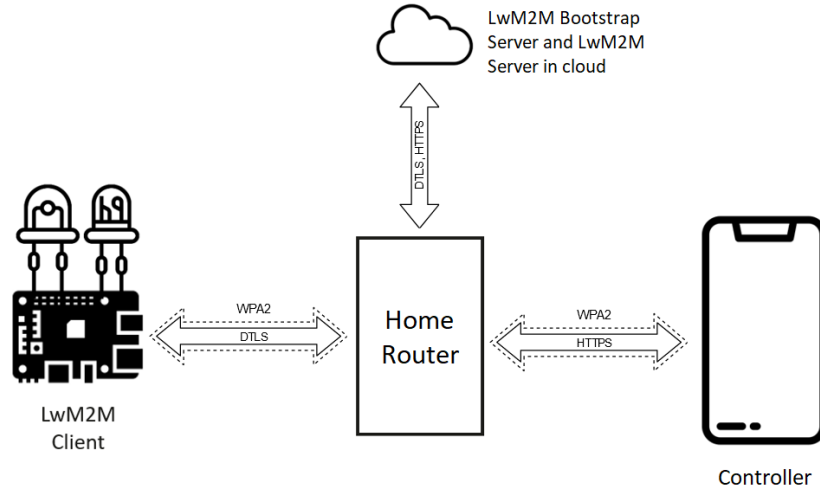 LwM2M Bootstrap
Server and LwM2M
Server in cloud
DTLS, HTTPS
WPA2
DTLS
Home
Router
WPA2
HTTPS
LwM2M
Client
Controller